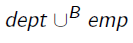 dept ∪ᴮ emp